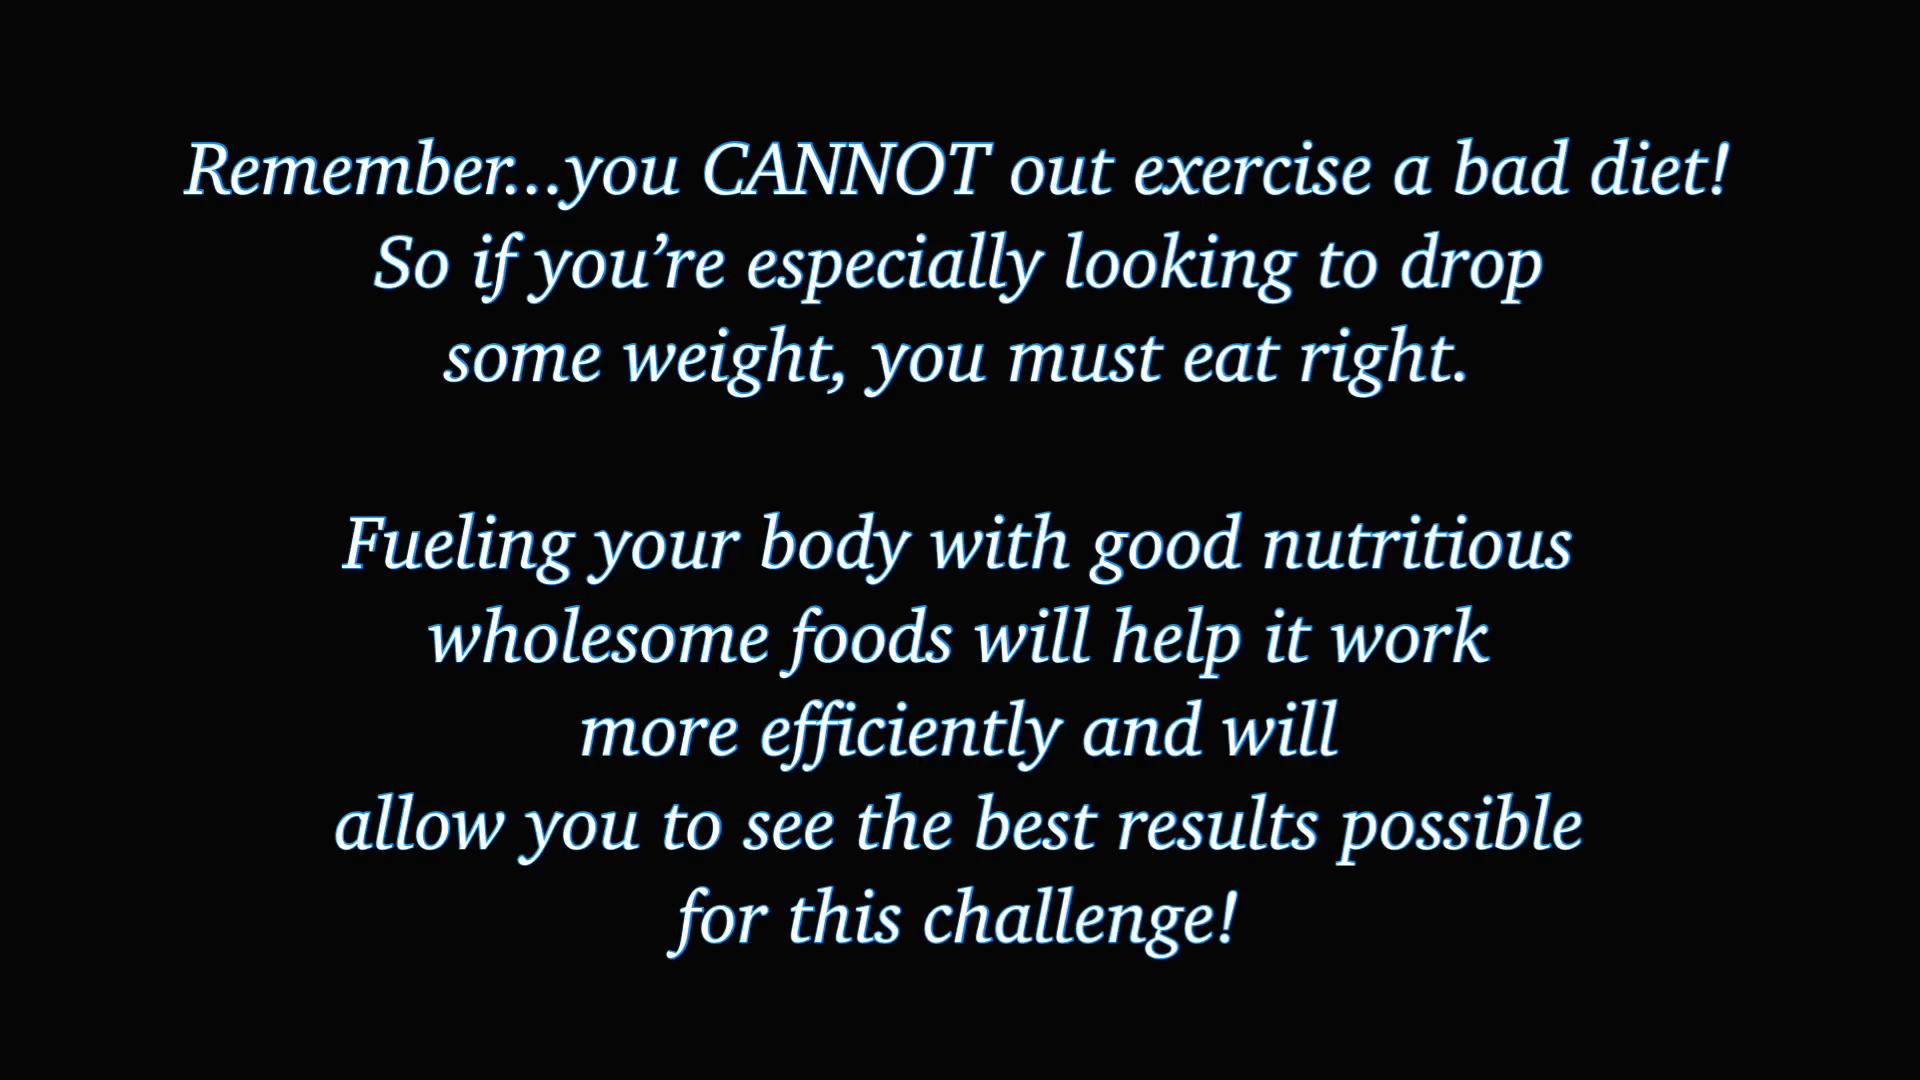 Remember...you CANNOT out exercise a bad diet!
So if you’re especially looking to drop
some weight, you must eat right.
Fueling your body with good nutritious
wholesome foods will help it work
more efficiently and will
allow you to see the best results possible
for this challenge!